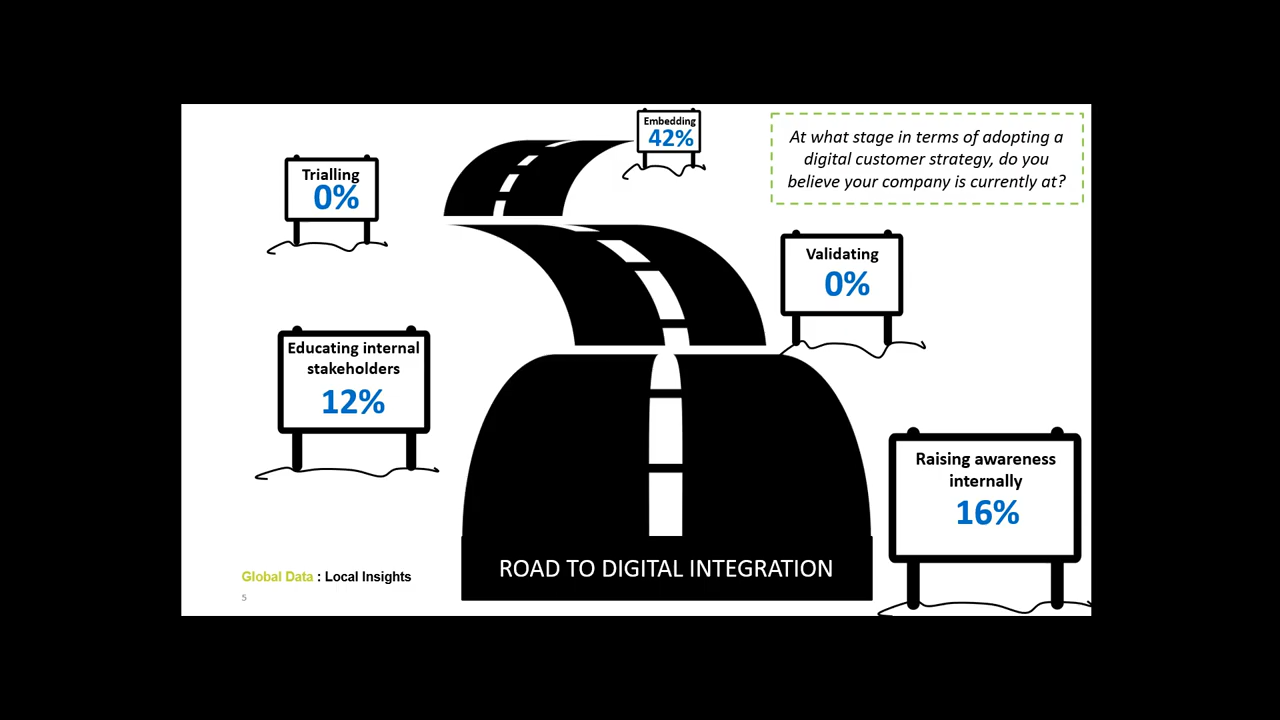 Embedding
42%
At what stage in terms of adopting a
digital customer strategy, do you
believe your company is currently at?
Trialling
0%
Validating
0%
Educating internal
stakeholders
12%
Raising awareness
internally
16%
ROAD TO DIGITAL INTEGRATION
Global Data : Local Insights
5